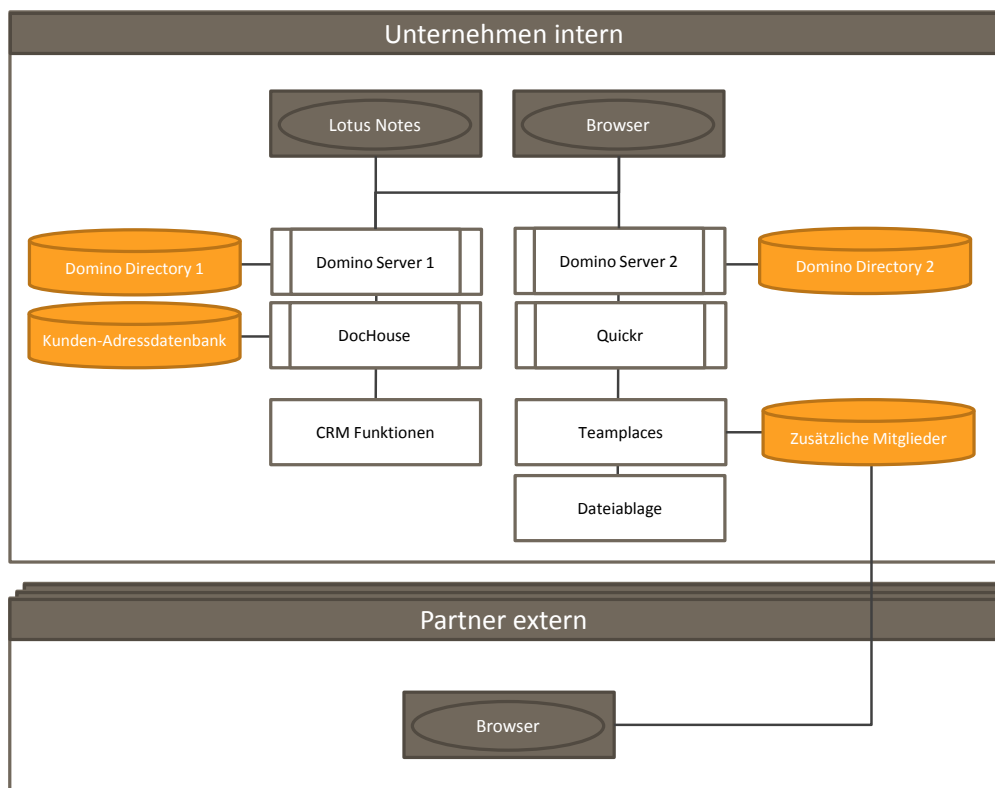 Unternehmen intern
Lotus Notes
Browser
Domino Directory 1
Domino Server 1
Domino Server 2
Domino Directory 2
Kunden-Adressdatenbank
DocHouse
Quickr
CRM Funktionen
Teamplaces
Zusätzliche Mitglieder
Dateiablage
Partner extern
Browser